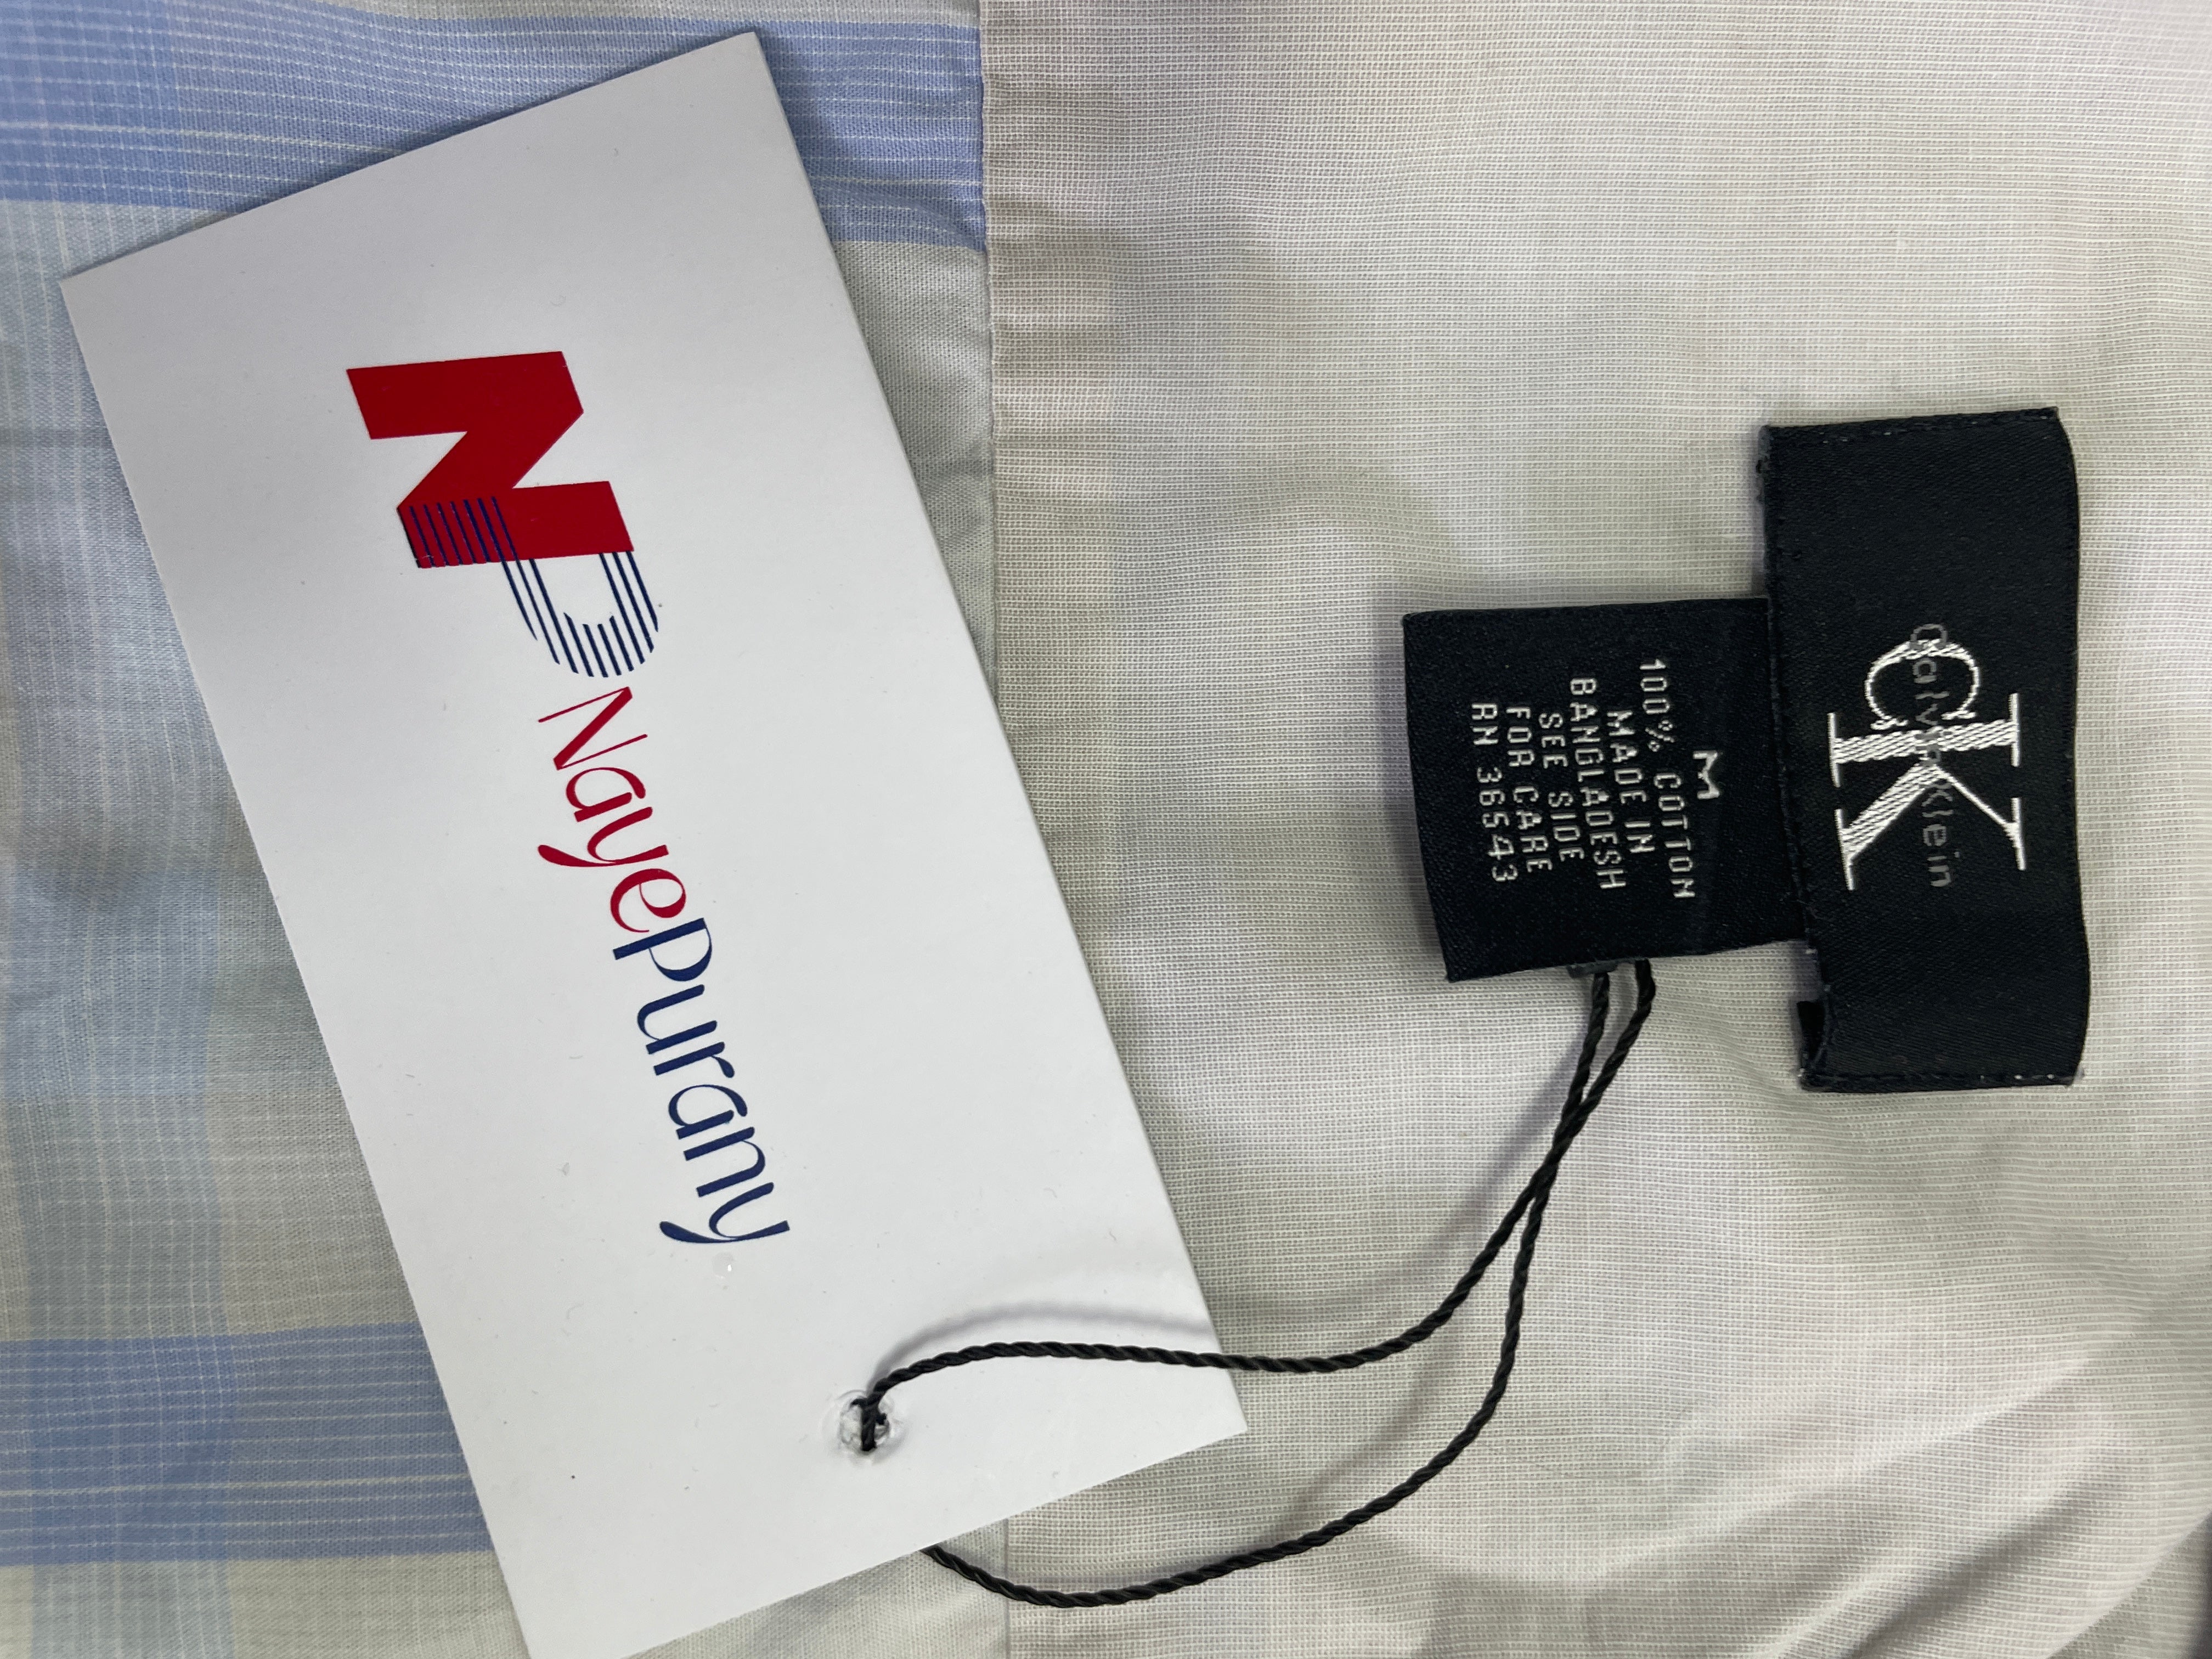 NP
NayePurany
CK
Calvin Klein
M
100% COTTON
MADE IN
BANGLADESH
SEE SIDE
FOR CARE
RN 36543